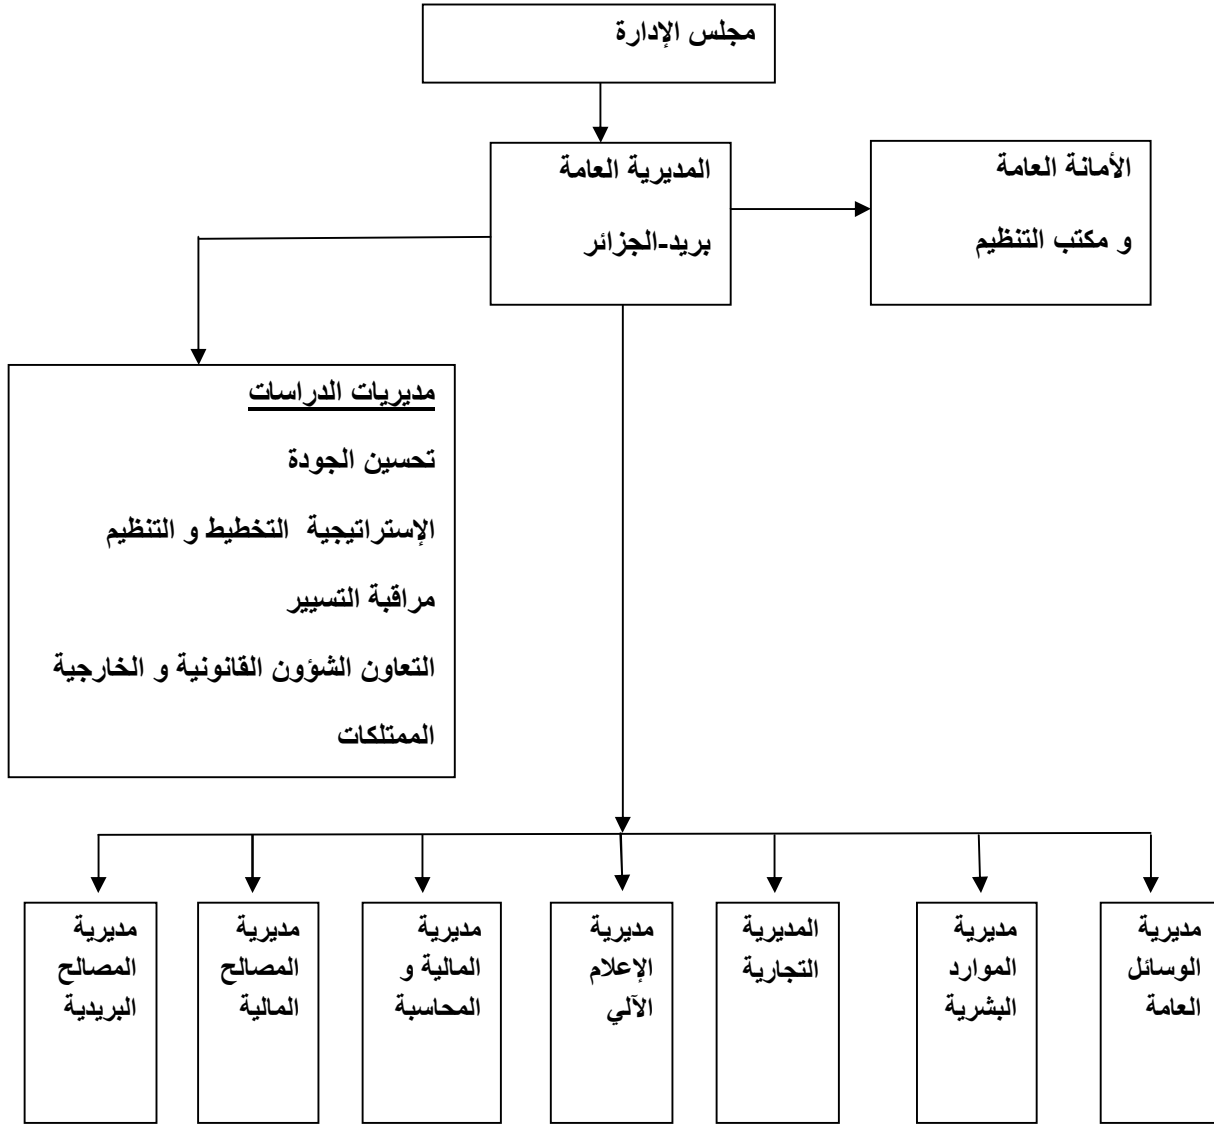 مجلس الإدارة
المديرية العامة
بريد-الجزائر
الأمانة العامة
و مكتب التنظيم
مديريات الدراسات
تحسين الجودة
الإستراتيجية التخطيط و التنظيم
مراقبة التسيير
التعاون الشؤون القانونية و الخارجية
الممتلكات
مديرية
الوسائل
العامة
مديرية
الموارد
البشرية
المديرية
التجارية
مديرية
الإعلام
الآلي
مديرية
المالية و
المحاسبة
مديرية
المصالح
المالية
مديرية
المصالح
البريدية